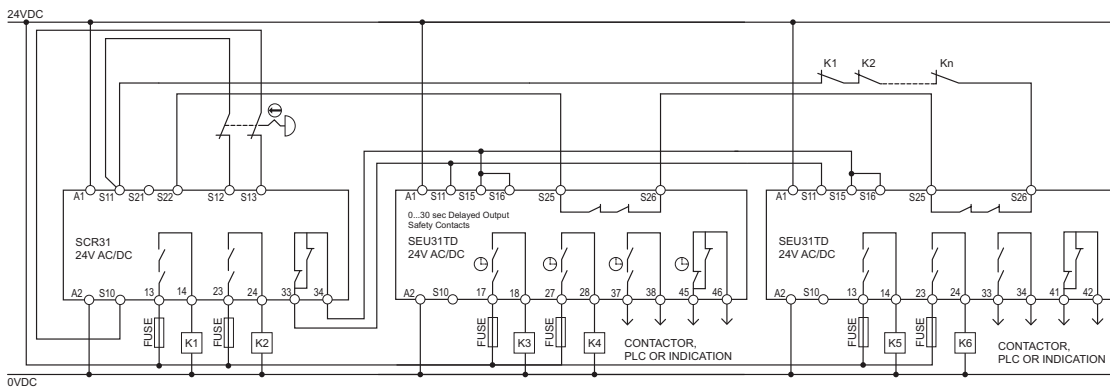 24VDC
K1 K2 Kn
A1 S11 S21 S22 S12 S13
A1 S11 S15 S16 S25 S26
A1 S11 S15 S16 S25 S26
SCR31
24V AC/DC
0...30 sec Delayed Output
Safety Contacts
SEU31TD
24V AC/DC
SEU31TD
24V AC/DC
A2 S10 13 14 23 24 33 34
A2 S10 17 18 27 28 37 38 45 46
A2 S10 13 14 23 24 33 34 41 42
FUSE K1 FUSE K2
FUSE K3 FUSE K4
CONTACTOR,
PLC OR INDICATION
FUSE K5 FUSE K6
CONTACTOR,
PLC OR INDICATION
0VDC